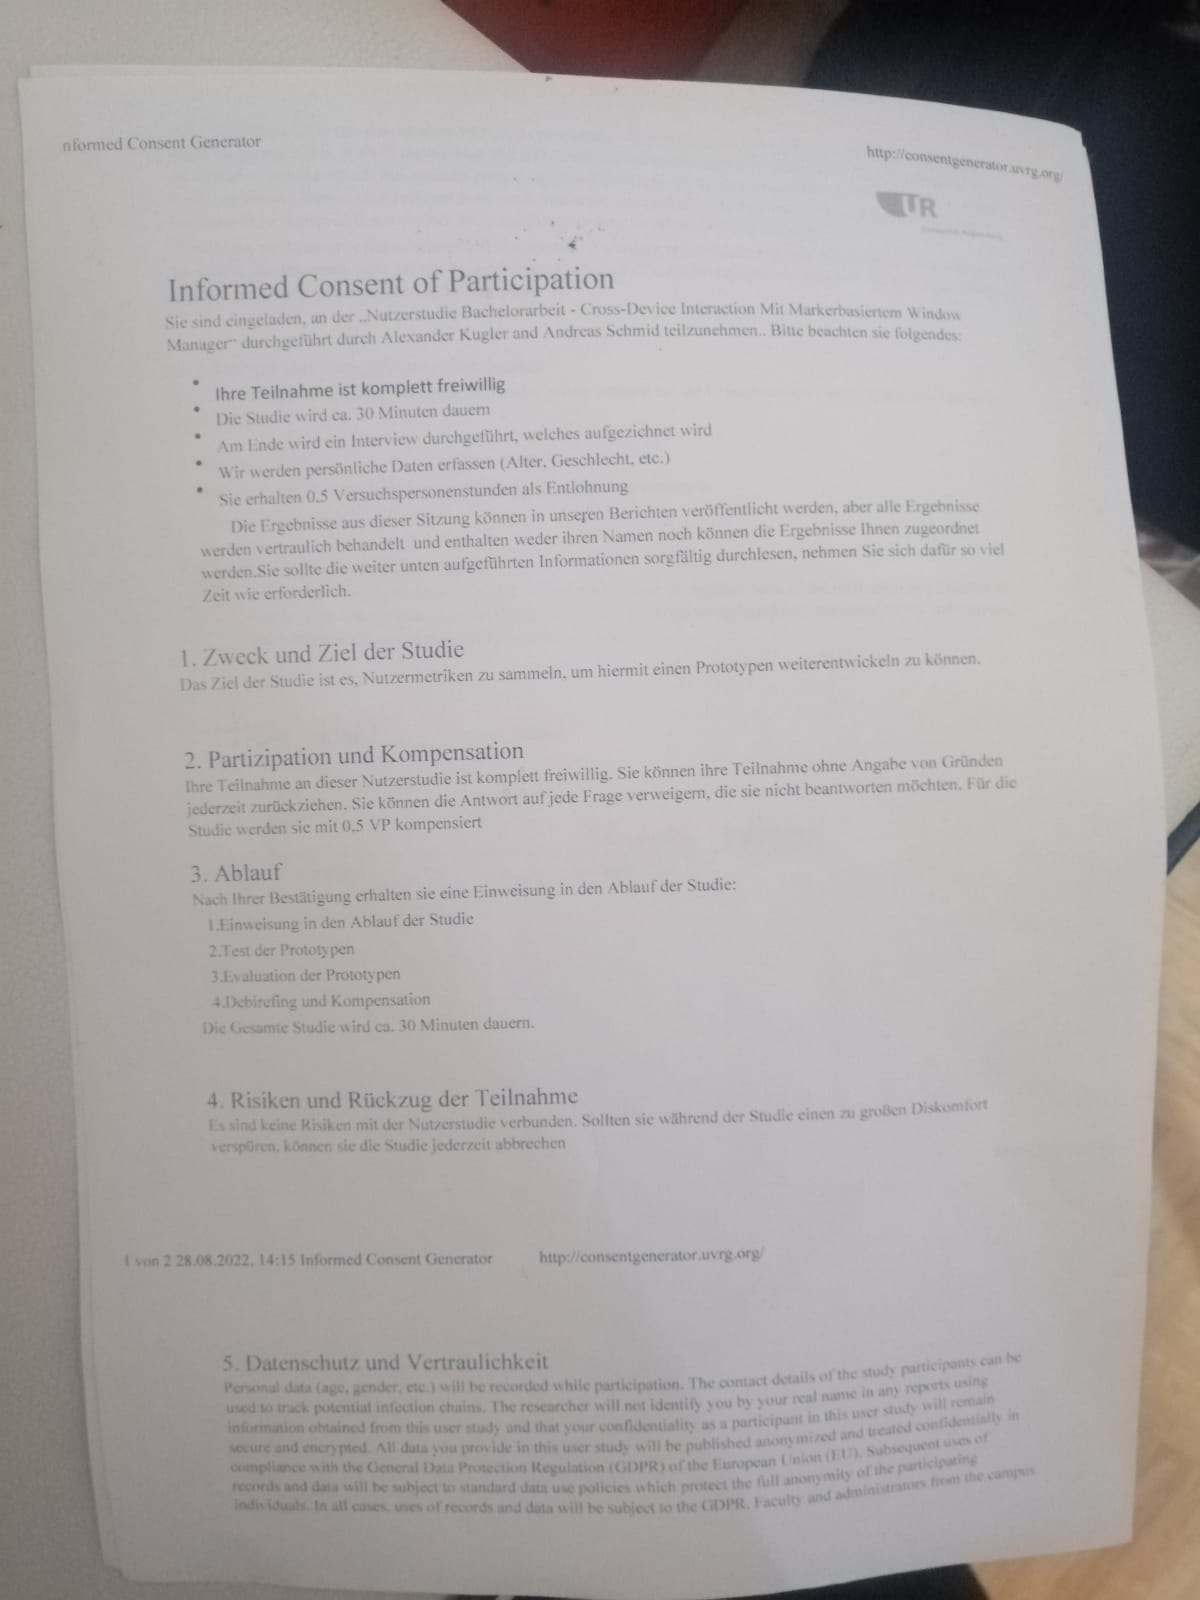 nformed Consent Generator
http://consentgenerator.uvrg.org/
UR
Informed Consent of Participation
Sie sind eingeladen, an der „Nutzerstudie Bachelorarbeit - Cross-Device Interaction Mit Markerbasiertem Window
Manager“ durchgeführt durch Alexander Kugler and Andreas Schmid teilzunehmen.. Bitte beachten sie folgendes:
• Ihre Teilnahme ist komplett freiwillig
• Die Studie wird ca. 30 Minuten dauern
• Am Ende wird ein Interview durchgeführt, welches aufgezeichnet wird
• Wir werden persönliche Daten erfassen (Alter, Geschlecht, etc.)
• Sie erhalten 0,5 Versuchspersonenstunden als Entlohnung
Die Ergebnisse aus dieser Sitzung können in unseren Berichten veröffentlicht werden, aber alle Ergebnisse
werden vertraulich behandelt und enthalten weder ihren Namen noch können die Ergebnisse Ihnen zugeordnet
werden.Sie sollte die weiter unten aufgeführten Informationen sorgfältig durchlesen, nehmen Sie sich dafür so viel
Zeit wie erforderlich.
1. Zweck und Ziel der Studie
Das Ziel der Studie ist es, Nutzermetriken zu sammeln, um hiermit einen Prototypen weiterentwickeln zu können.
2. Partizipation und Kompensation
Ihre Teilnahme an dieser Nutzerstudie ist komplett freiwillig. Sie können ihre Teilnahme ohne Angabe von Gründen
jederzeit zurückziehen. Sie können die Antwort auf jede Frage verweigern, die sie nicht beantworten möchten. Für die
Studie werden sie mit 0,5 VP kompensiert
3. Ablauf
Nach Ihrer Bestätigung erhalten sie eine Einweisung in den Ablauf der Studie:
1.Einweisung in den Ablauf der Studie
2.Test der Prototypen
3.Evaluation der Prototypen
4.Debirefing und Kompensation
Die Gesamte Studie wird ca. 30 Minuten dauern.
4. Risiken und Rückzug der Teilnahme
Es sind keine Risiken mit der Nutzerstudie verbunden. Sollten sie während der Studie einen zu großen Diskomfort
verspüren, können sie die Studie jederzeit abbrechen
1 von 2 28.08.2022, 14:15 Informed Consent Generator http://consentgenerator.uvrg.org/
5. Datenschutz und Vertraulichkeit
Personal data (age, gender, etc.) will be recorded while participation. The contact details of the study participants can be
used to track potential infection chains. The researcher will not identify you by your real name in any reports using
information obtained from this user study and that your confidentiality as a participant in this user study will remain
secure and encrypted. All data you provide in this user study will be published anonymized and treated confidentially in
compliance with the General Data Protection Regulation (GDPR) of the European Union (EU). Subsequent uses of
records and data will be subject to standard data use policies which protect the full anonymity of the participating
individuals. In all cases, uses of records and data will be subject to the GDPR. Faculty and administrators from the campus